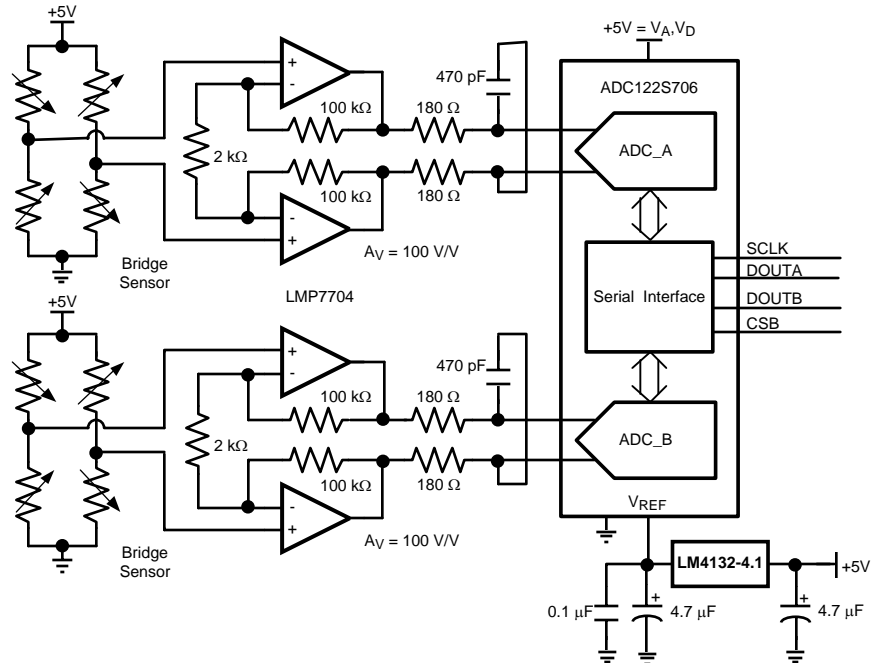 +5V
+5V = VA,VD
470 pF
ADC122S706
+
-
100 kΩ
180 Ω
ADC_A
2 kΩ
100 kΩ
180 Ω
-
+
AV = 100 V/V
Bridge
Sensor
LMP7704
SCLK
DOUTA
Serial Interface
DOUTB
CSB
+5V
470 pF
+
-
100 kΩ
180 Ω
2 kΩ
ADC_B
100 kΩ
180 Ω
-
+
AV = 100 V/V
Bridge
Sensor
VREF
LM4132-4.1
+5V
+
+
0.1 µF
4.7 µF
4.7 µF